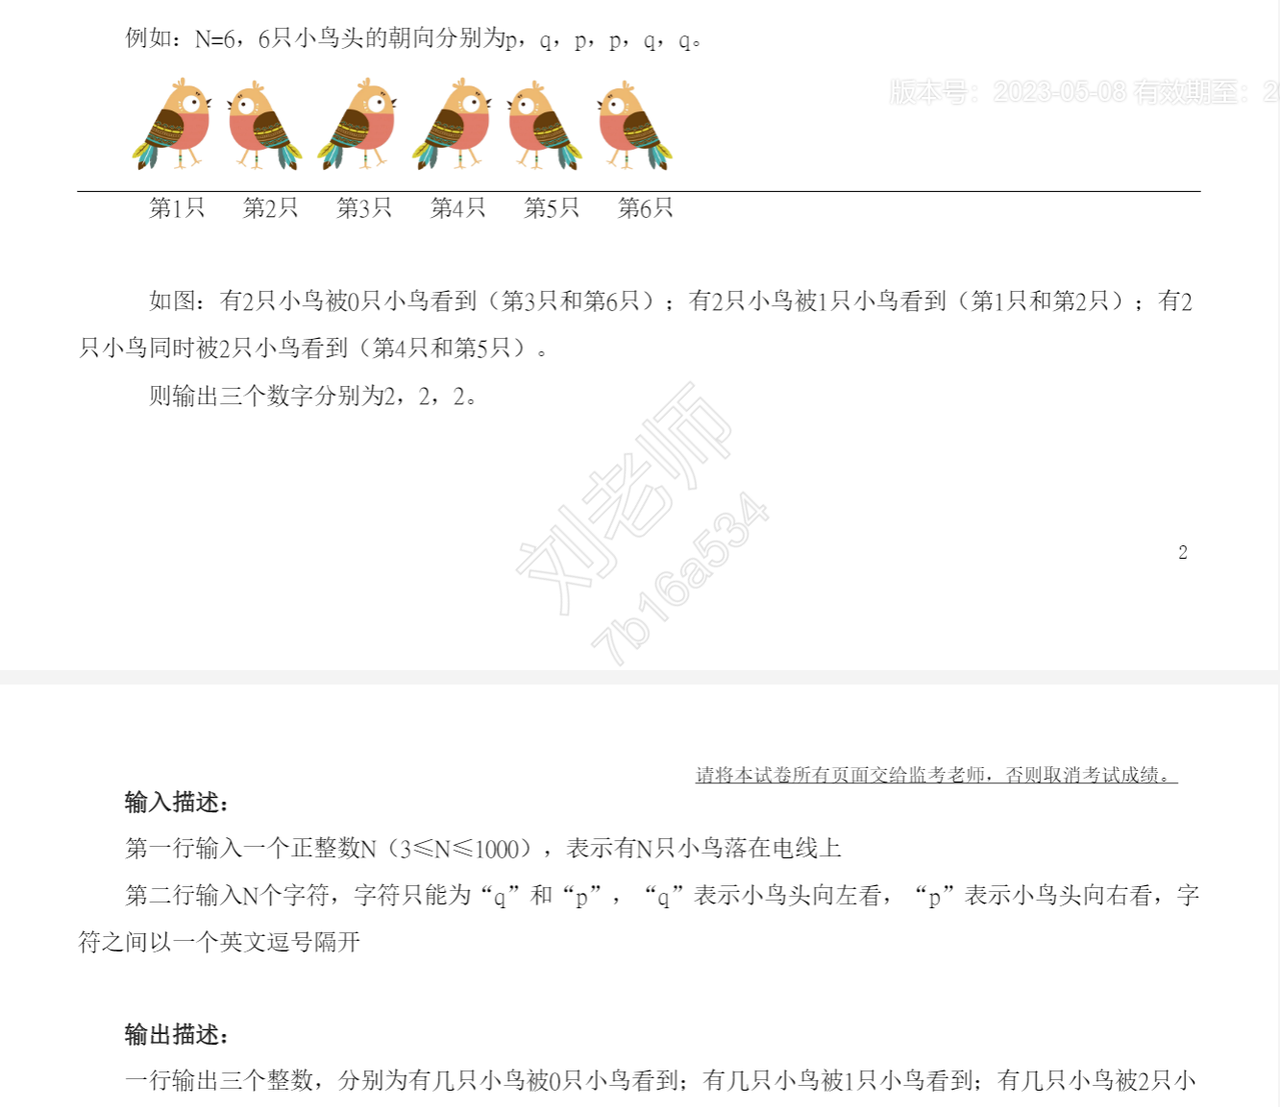 例如：N=6，6只小鸟头的朝向分别为p，q，p，p，q，q。
版本号：2023-05-08 有效期至：2
第1只 第2只 第3只 第4只 第5只 第6只
如图：有2只小鸟被0只小鸟看到（第3只和第6只）；有2只小鸟被1只小鸟看到（第1只和第2只）；有2
只小鸟同时被2只小鸟看到（第4只和第5只）。
则输出三个数字分别为2，2，2。
刘老师
7b16a534
2
请将本试卷所有页面交给监考老师，否则取消考试成绩。
输入描述：
第一行输入一个正整数N（3≤N≤1000），表示有N只小鸟落在电线上
第二行输入N个字符，字符只能为“q”和“p”，“q”表示小鸟头向左看，“p”表示小鸟头向右看，字
符之间以一个英文逗号隔开
输出描述：
一行输出三个整数，分别为有几只小鸟被0只小鸟看到；有几只小鸟被1只小鸟看到；有几只小鸟被2只小